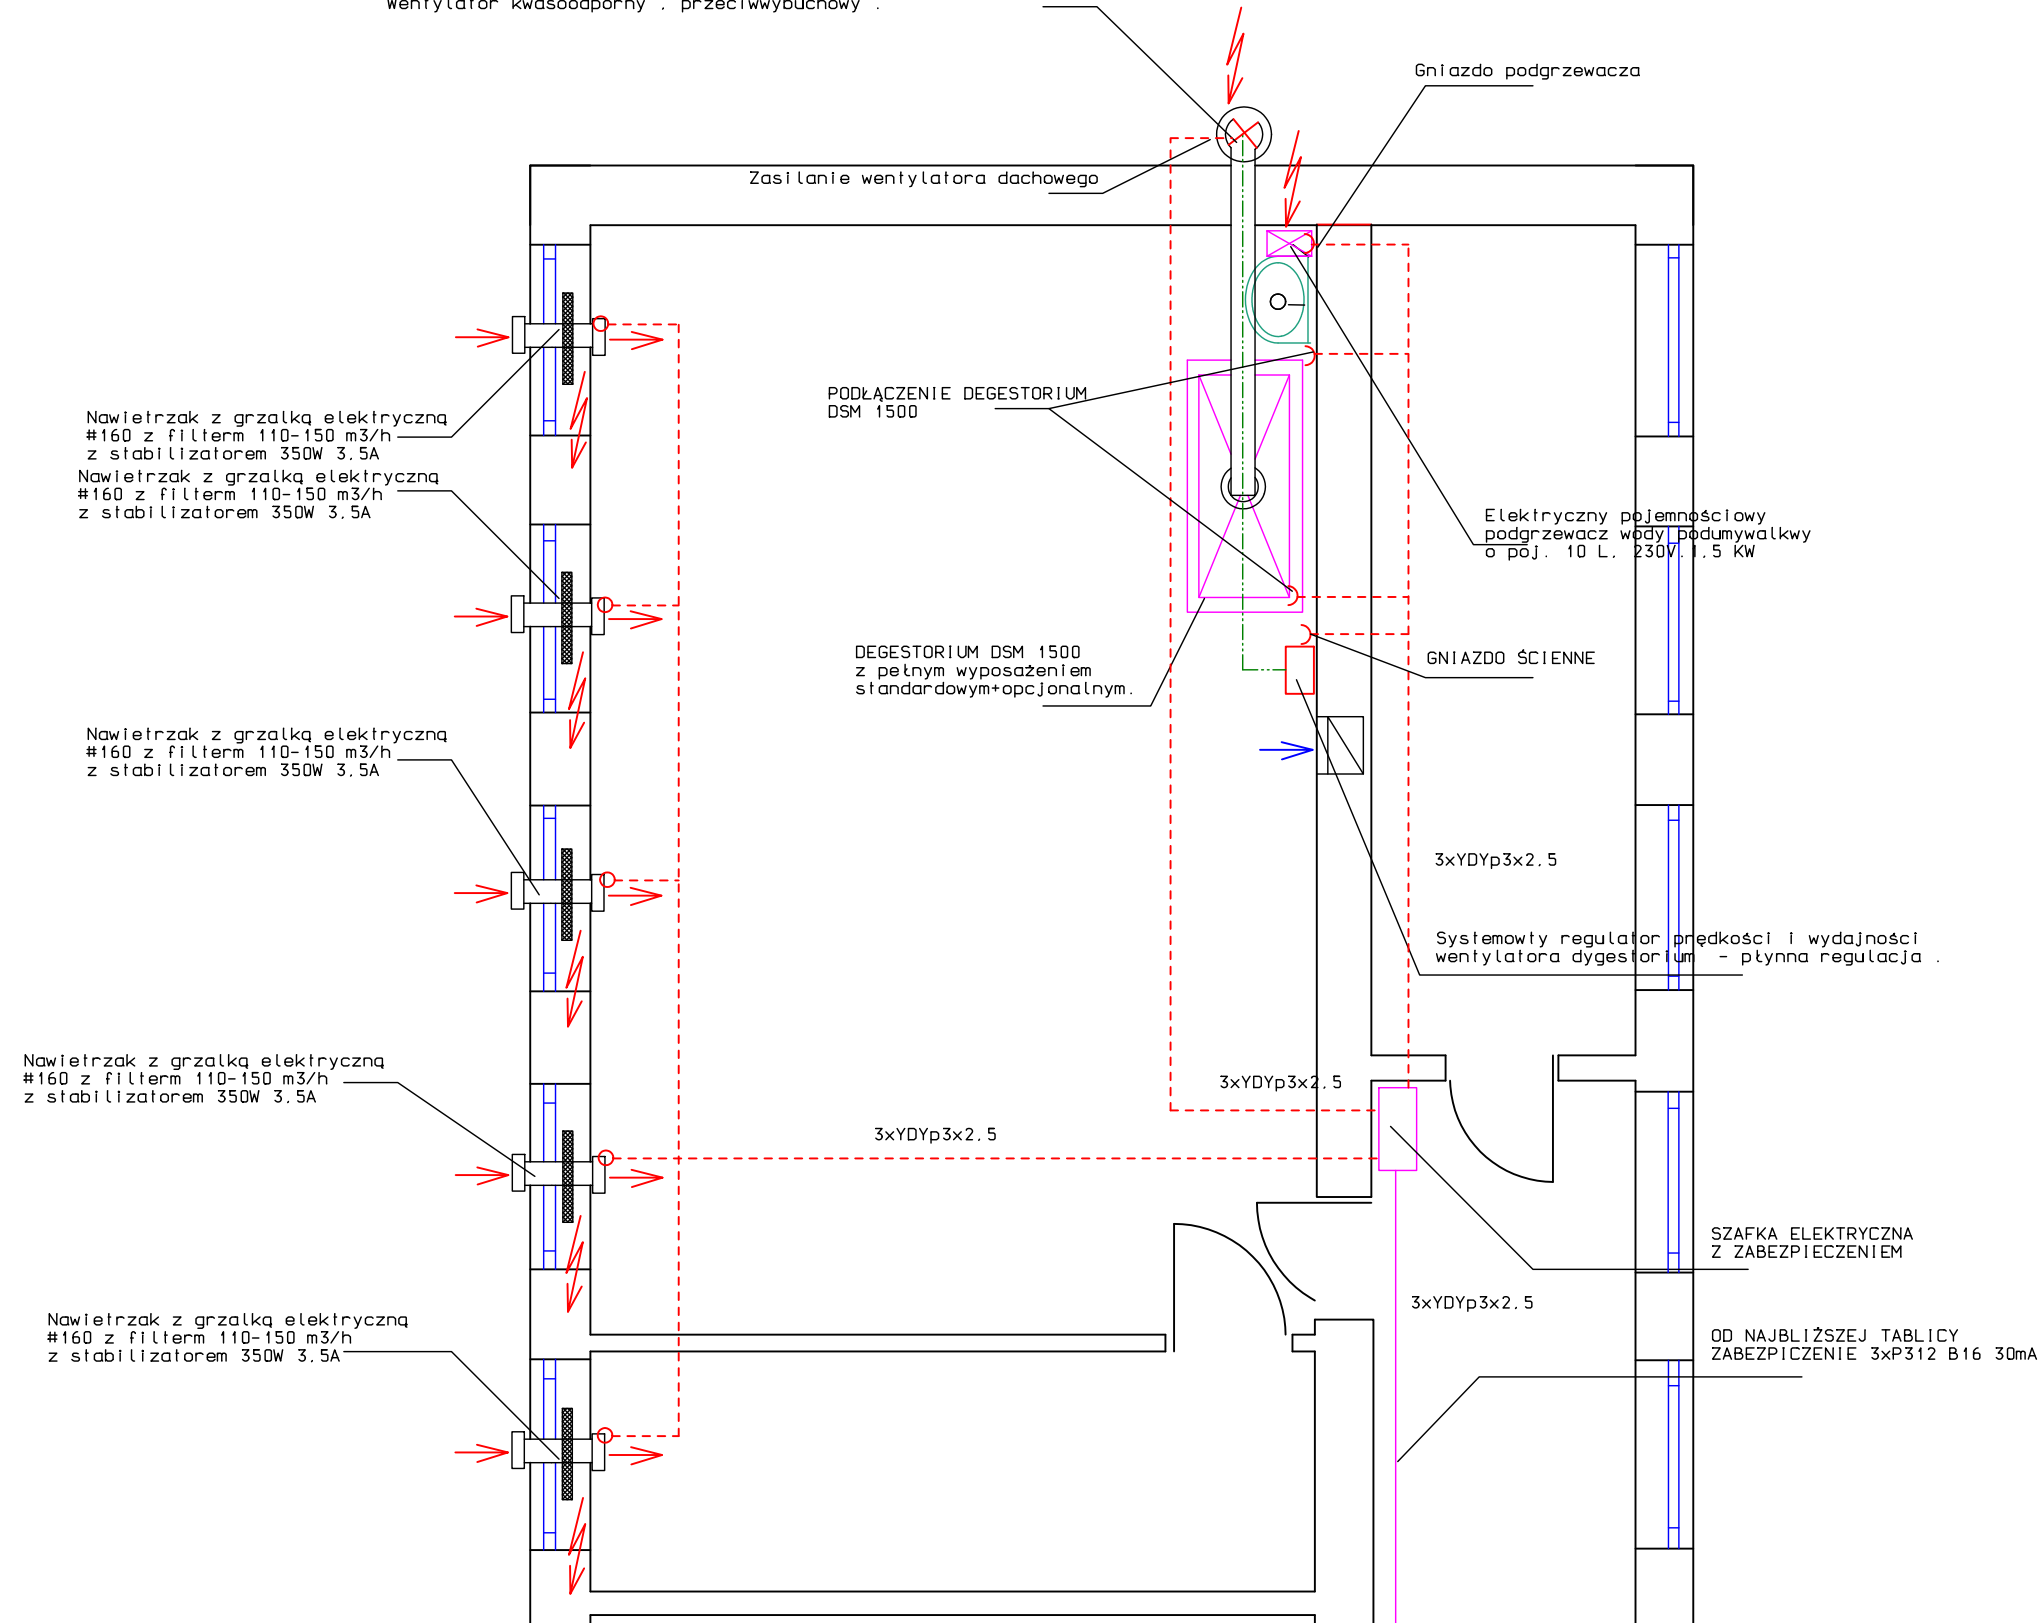 Wentylator kwasoodporny , przeciwwybuchowy .
Gniazdo podgrzewacza
Zasilanie wentylatora dachowego
PODŁĄCZENIE DEGESTORIUM
DSM 1500
Nawietrzak z grzalką elektryczną
#160 z filterm 110-150 m3/h
z stabilizatorem 350W 3,5A
Nawietrzak z grzalką elektryczną
#160 z filterm 110-150 m3/h
z stabilizatorem 350W 3,5A
Elektryczny pojemnościowy
podgrzewacz wody podumywalkwy
o poj. 10 L, 230V,1,5 KW
DEGESTORIUM DSM 1500
z pełnym wyposażeniem
standardowym+opcjonalnym.
GNIAZDO ŚCIENNE
Nawietrzak z grzalką elektryczną
#160 z filterm 110-150 m3/h
z stabilizatorem 350W 3,5A
3xYDYp3x2,5
Systemowty regulator prędkości i wydajności
wentylatora dygestorium - płynna regulacja .
Nawietrzak z grzalką elektryczną
#160 z filterm 110-150 m3/h
z stabilizatorem 350W 3,5A
3xYDYp3x2,5
3xYDYp3x2,5
SZAFKA ELEKTRYCZNA
Z ZABEZPIECZENIEM
3xYDYp3x2,5
Nawietrzak z grzalką elektryczną
#160 z filterm 110-150 m3/h
z stabilizatorem 350W 3,5A
OD NAJBLIŻSZEJ TABLICY
ZABEZPICZENIE 3xP312 B16 30mA